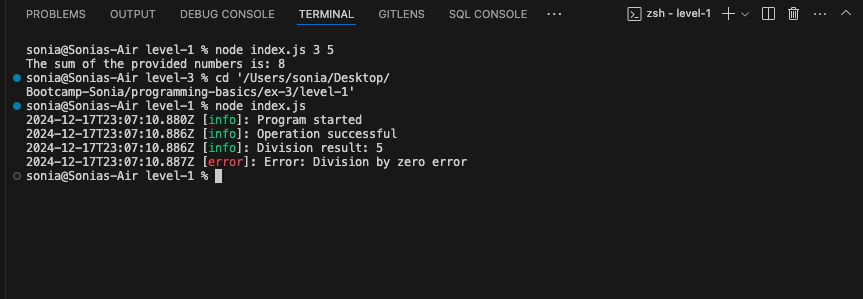 PROBLEMS OUTPUT DEBUG CONSOLE TERMINAL GITLENS SQL CONSOLE ··· zsh - level-1
sonia@Sonias-Air level-1 % node index.js 3 5
The sum of the provided numbers is: 8
sonia@Sonias-Air level-3 % cd '/Users/sonia/Desktop/
Bootcamp-Sonia/programming-basics/ex-3/level-1'
sonia@Sonias-Air level-1 % node index.js
2024-12-17T23:07:10.880Z [info]: Program started
2024-12-17T23:07:10.886Z [info]: Operation successful
2024-12-17T23:07:10.886Z [info]: Division result: 5
2024-12-17T23:07:10.887Z [error]: Error: Division by zero error
sonia@Sonias-Air level-1 %